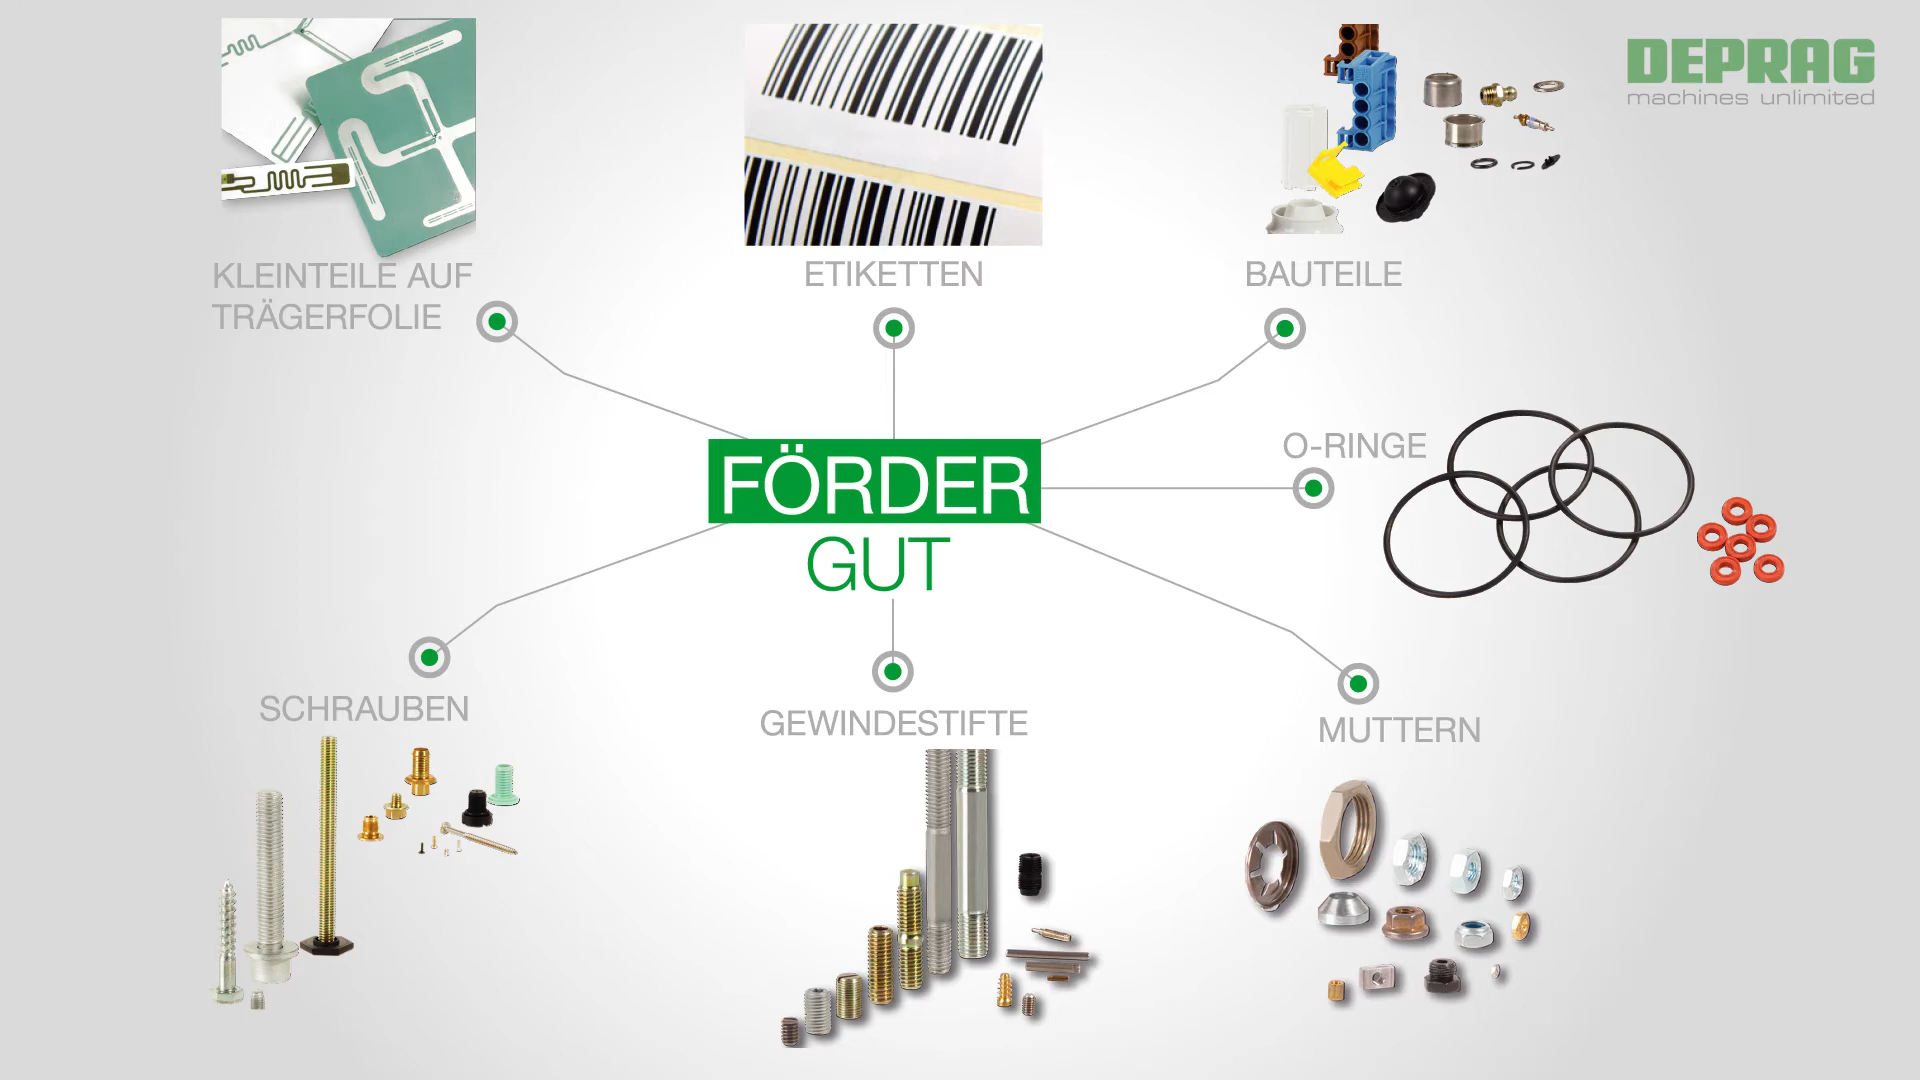 DEPRAG
machines unlimited
KLEINTEILE AUF
TRÄGERFOLIE
ETIKETTEN
BAUTEILE
O-RINGE
FÖRDER
GUT
SCHRAUBEN
GEWINDESTIFTE
MUTTERN